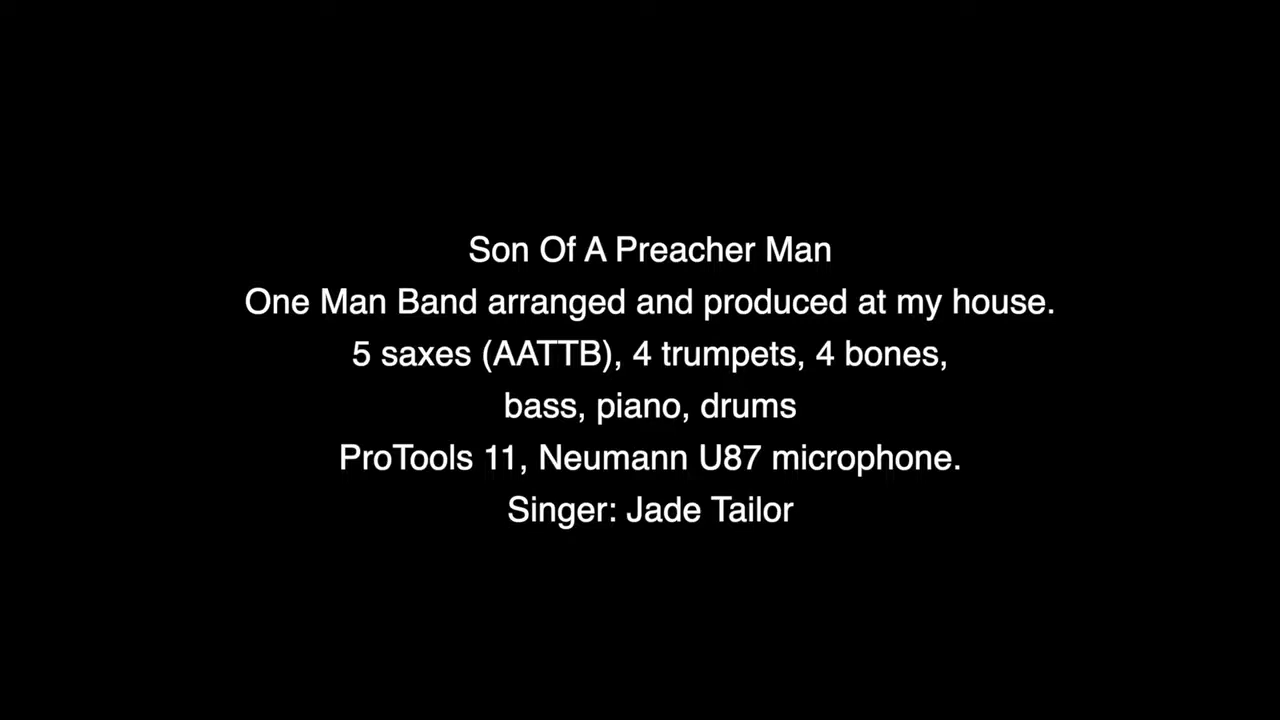 Son Of A Preacher Man
One Man Band arranged and produced at my house.
5 saxes (AATTB), 4 trumpets, 4 bones,
bass, piano, drums
ProTools 11, Neumann U87 microphone.
Singer: Jade Tailor